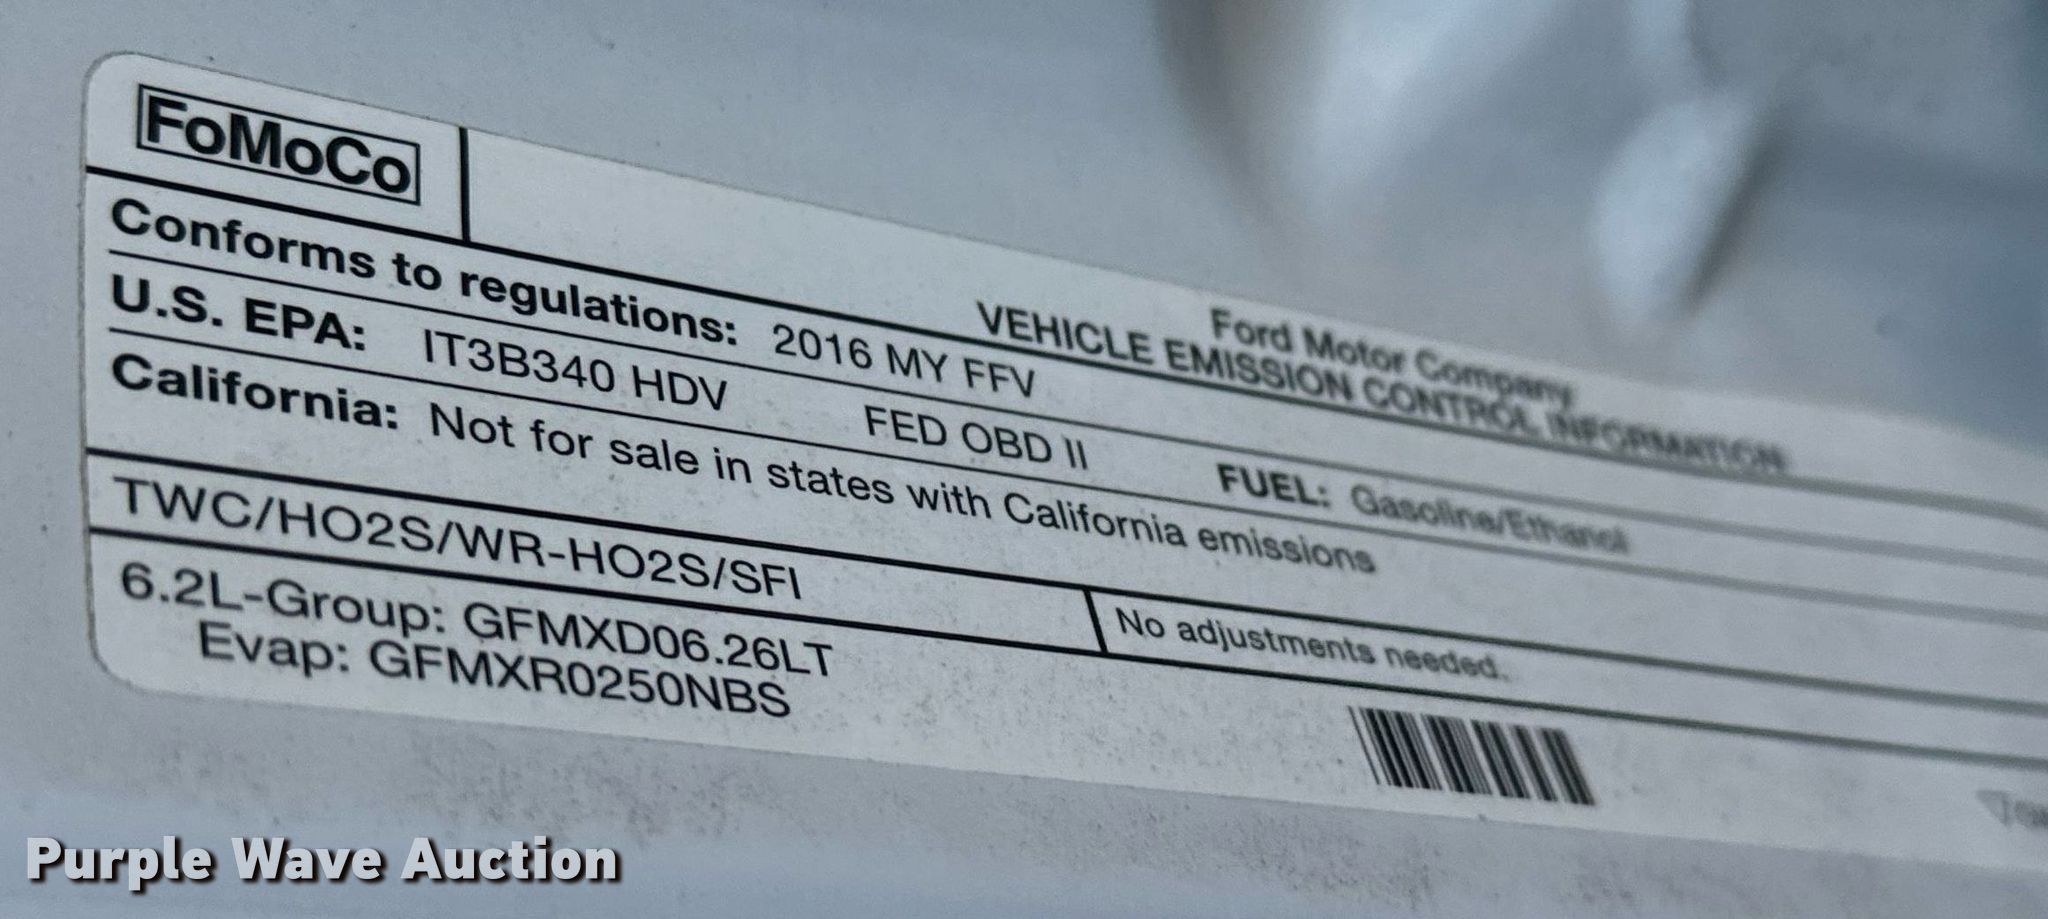 FoMoCo
Ford Motor Company
VEHICLE EMISSION CONTROL INFORMATION
Conforms to regulations: 2016 MY FFV
U.S. EPA: IT3B340 HDV FED OBD II FUEL: Gasoline/Ethanol
California: Not for sale in states with California emissions
TWC/HO2S/WR-HO2S/SFI
No adjustments needed.
6.2L-Group: GFMXD06.26LT
Evap: GFMXR0250NBS
Purple Wave Auction